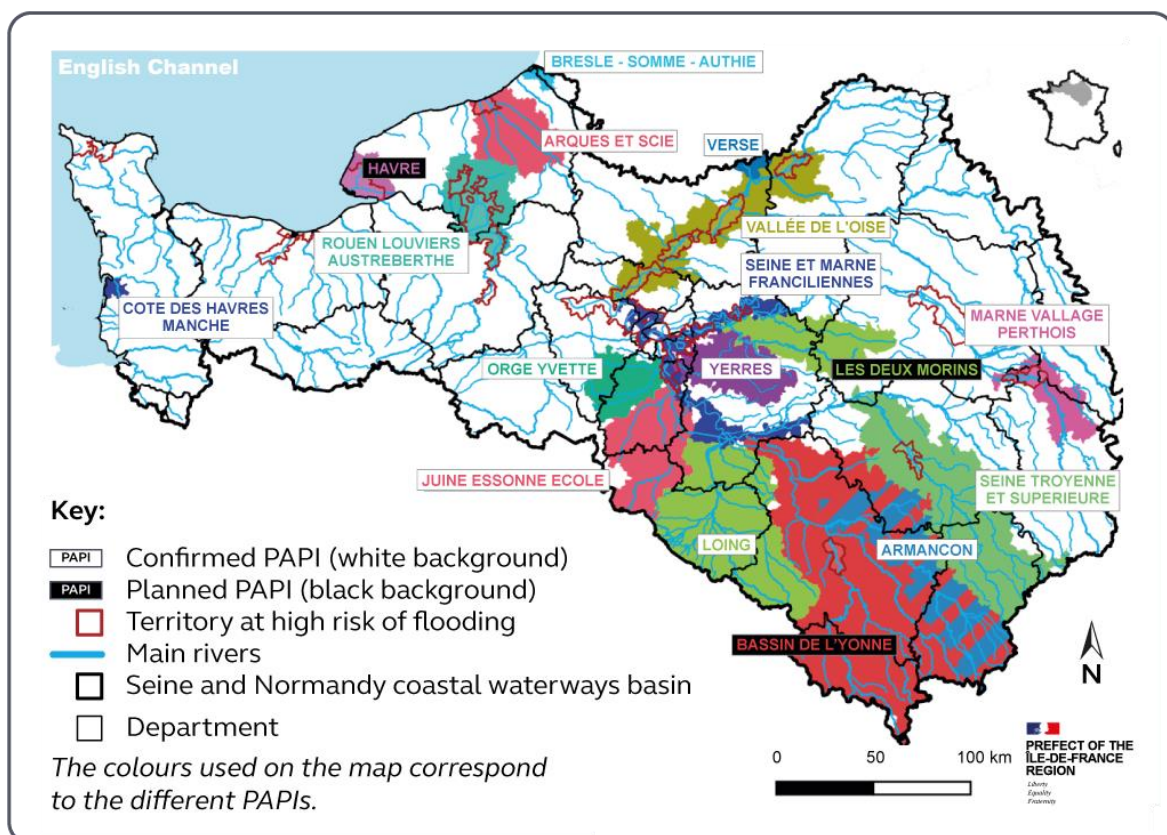 English Channel
BRESLE - SOMME - AUTHIE
ARQUES ET SCIE
VERSE
HAVRE
VALLÉE DE L'OISE
ROUEN LOUVIERS
AUSTREBERTHE
SEINE ET MARNE
FRANCILIENNES
COTE DES HAVRES
MANCHE
MARNE VALLAGE
PERTHOIS
ORGE YVETTE
YERRES
LES DEUX MORINS
JUINE ESSONNE ECOLE
SEINE TROYENNE
ET SUPERIEURE
LOING
ARMANCON
BASSIN DE L'YONNE
Key:
PAPI Confirmed PAPI (white background)
PAPI Planned PAPI (black background)
Territory at high risk of flooding
Main rivers
Seine and Normandy coastal waterways basin
Department
The colours used on the map correspond
to the different PAPIs.
N
0 50 100 km
PREFECT OF THE
ÎLE-DE-FRANCE
REGION
Liberty
Equality
Fraternity